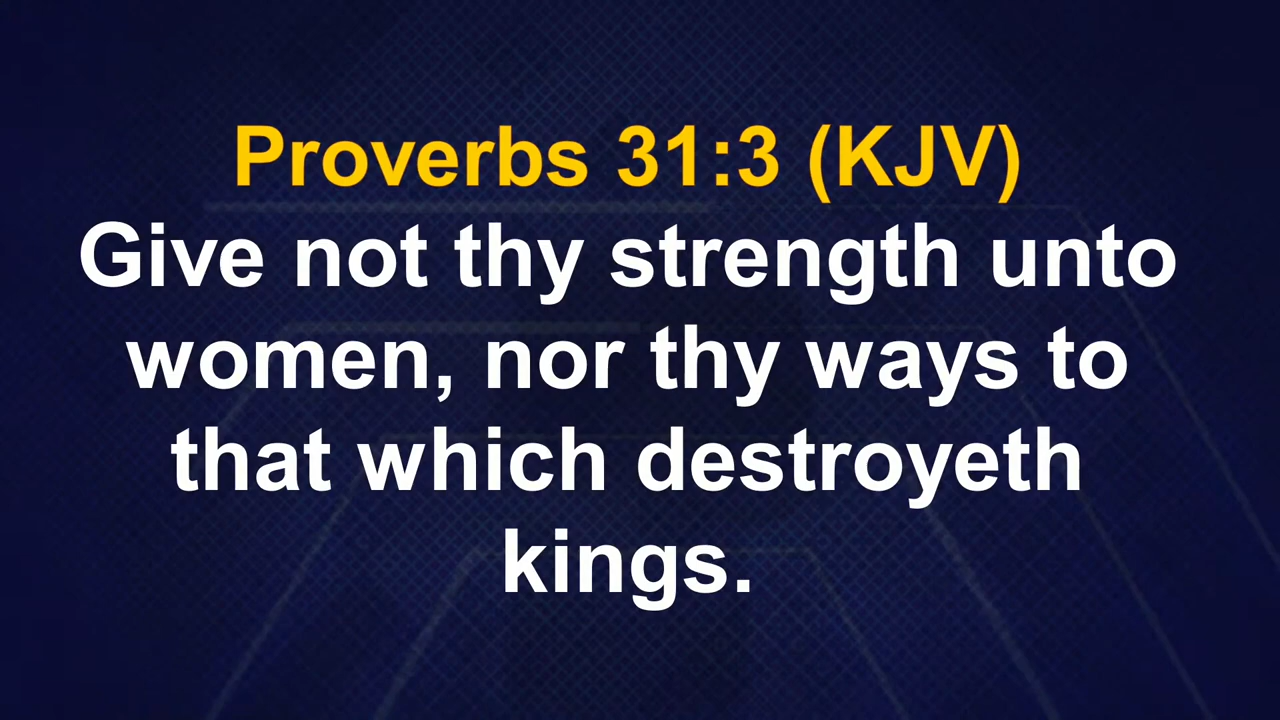 Proverbs 31:3 (KJV)
Give not thy strength unto
women, nor thy ways to
that which destroyeth
kings.